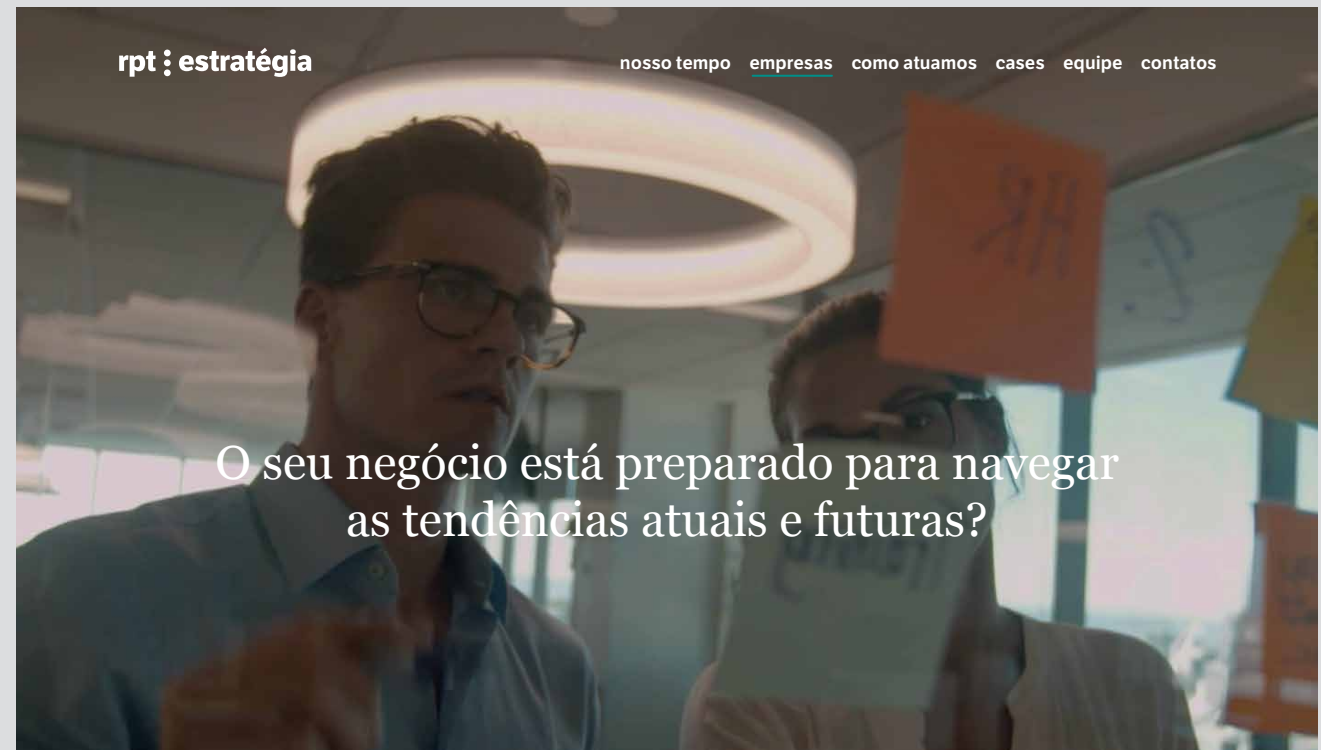 rpt estratégia
nosso tempo empresas como atuamos cases equipe contatos
O seu negócio está preparado para navegar
as tendências atuais e futuras?